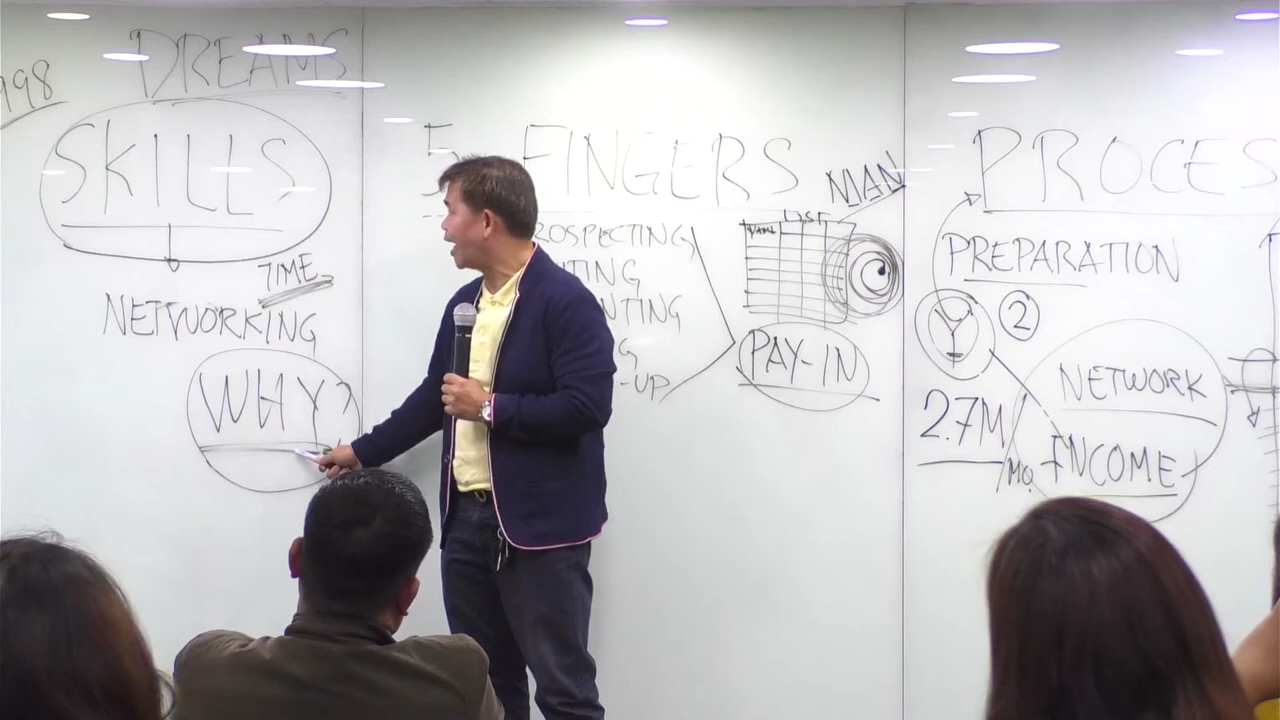 998
DREAMS
SKILLS
TIME
NETWORKING
WHY?
5 FINGERS
ROSPECTING
TING
NTING
G
-UP
MAN
LIST
NAME
PAY-IN
PROCES
PREPARATION
Y
2
2.7M
/MO
NETWORK
INCOME